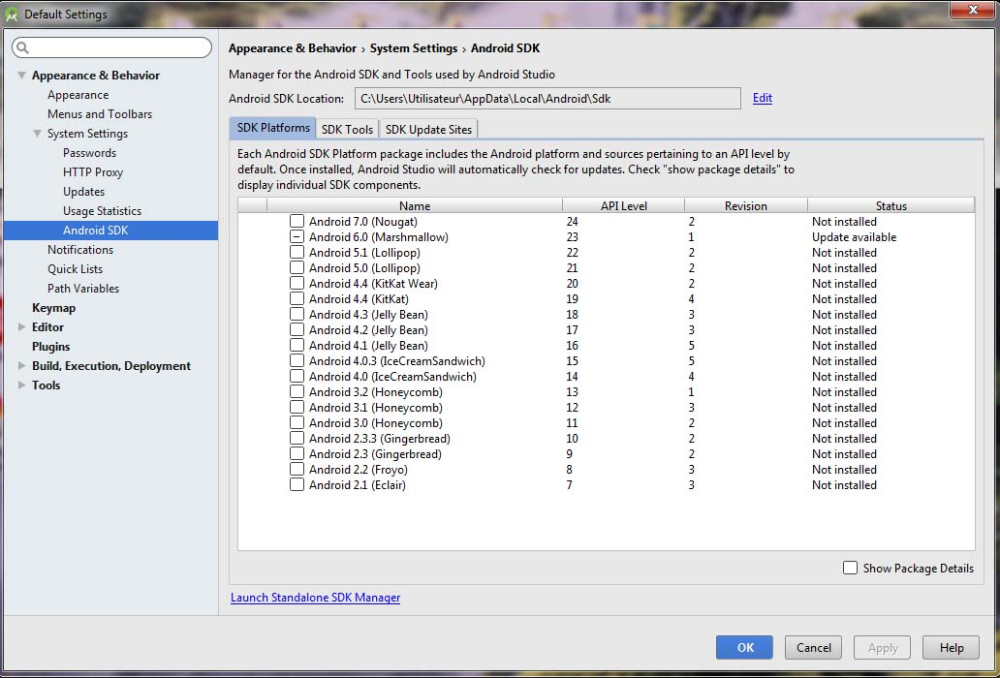 Default Settings
Appearance & Behavior
Appearance
Menus and Toolbars
System Settings
Passwords
HTTP Proxy
Updates
Usage Statistics
Android SDK
Notifications
Quick Lists
Path Variables
Keymap
Editor
Plugins
Build, Execution, Deployment
Tools
Appearance & Behavior › System Settings › Android SDK
Manager for the Android SDK and Tools used by Android Studio
Android SDK Location: C:\Users\Utilisateur\AppData\Local\Android\Sdk Edit
SDK Platforms SDK Tools SDK Update Sites
Each Android SDK Platform package includes the Android platform and sources pertaining to an API level by
default. Once installed, Android Studio will automatically check for updates. Check "show package details" to
display individual SDK components.
Name API Level Revision Status
Android 7.0 (Nougat) 24 2 Not installed
Android 6.0 (Marshmallow) 23 1 Update available
Android 5.1 (Lollipop) 22 2 Not installed
Android 5.0 (Lollipop) 21 2 Not installed
Android 4.4 (KitKat Wear) 20 2 Not installed
Android 4.4 (KitKat) 19 4 Not installed
Android 4.3 (Jelly Bean) 18 3 Not installed
Android 4.2 (Jelly Bean) 17 3 Not installed
Android 4.1 (Jelly Bean) 16 5 Not installed
Android 4.0.3 (IceCreamSandwich) 15 5 Not installed
Android 4.0 (IceCreamSandwich) 14 4 Not installed
Android 3.2 (Honeycomb) 13 1 Not installed
Android 3.1 (Honeycomb) 12 3 Not installed
Android 3.0 (Honeycomb) 11 2 Not installed
Android 2.3.3 (Gingerbread) 10 2 Not installed
Android 2.3 (Gingerbread) 9 2 Not installed
Android 2.2 (Froyo) 8 3 Not installed
Android 2.1 (Eclair) 7 3 Not installed
Show Package Details
Launch Standalone SDK Manager
OK Cancel Apply Help